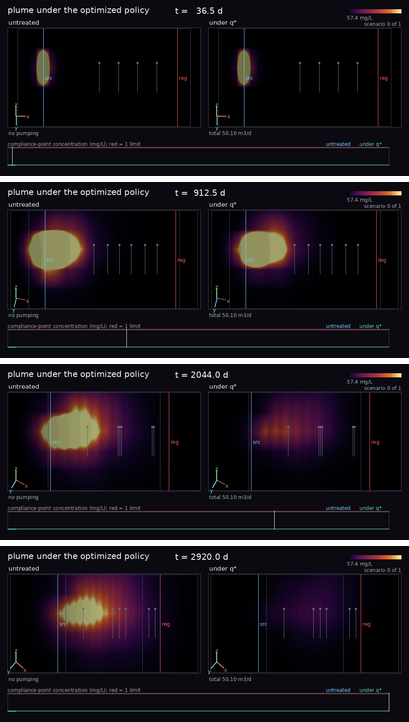 plume under the optimized policy t = 36.5 d
57.4 mg/L
scenario 0 of 1
untreated under q*
src reg src reg
z x y z x y
no pumping total 50.10 m3/d
compliance-point concentration (mg/L); red = 1 limit untreated under q*
plume under the optimized policy t = 912.5 d
57.4 mg/L
scenario 0 of 1
untreated under q*
src reg src reg
z x y z x y
no pumping total 50.10 m3/d
compliance-point concentration (mg/L); red = 1 limit untreated under q*
plume under the optimized policy t = 2044.0 d
57.4 mg/L
scenario 0 of 1
untreated under q*
src reg src reg
z x y z x y
no pumping total 50.10 m3/d
compliance-point concentration (mg/L); red = 1 limit untreated under q*
plume under the optimized policy t = 2920.0 d
57.4 mg/L
scenario 0 of 1
untreated under q*
src reg src reg
z x y z x y
no pumping total 50.10 m3/d
compliance-point concentration (mg/L); red = 1 limit untreated under q*